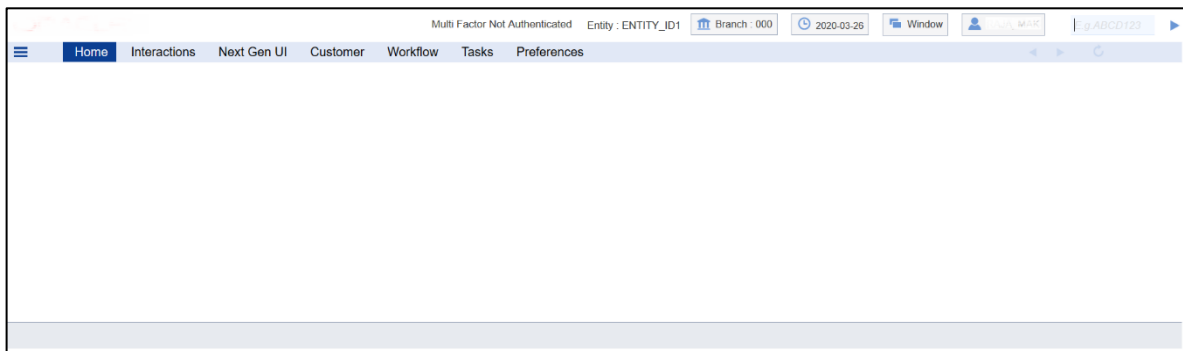 Multi Factor Not Authenticated Entity : ENTITY_ID1 Branch : 000 2020-03-26 Window E.g.ABCD123
Home Interactions Next Gen UI Customer Workflow Tasks Preferences